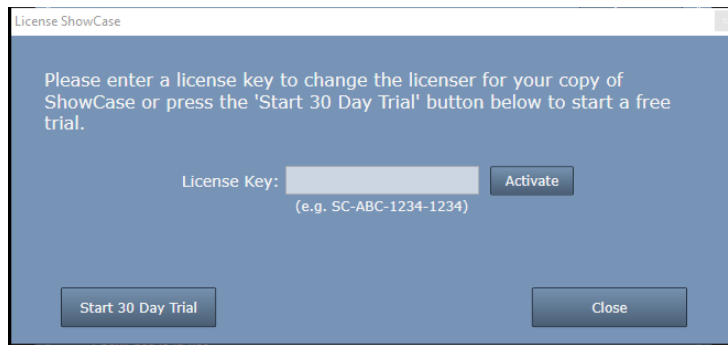 License ShowCase
Please enter a license key to change the licenser for your copy of
ShowCase or press the 'Start 30 Day Trial' button below to start a free
trial.
License Key:
Activate
(e.g. SC-ABC-1234-1234)
Start 30 Day Trial
Close